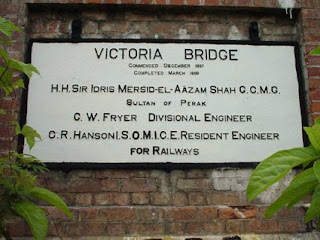 VICTORIA BRIDGE
COMMENCED DECEMBER 1897
COMPLETED MARCH 1900
H.H. SIR IDRIS MERSID-EL-AÀZAM SHAH G.C.M.G.
SULTAN OF PERAK
G. W. FRYER DIVISIONAL ENGINEER
G. R. HANSON I.S.O.M.I.C.E. RESIDENT ENGINEER
FOR RAILWAYS